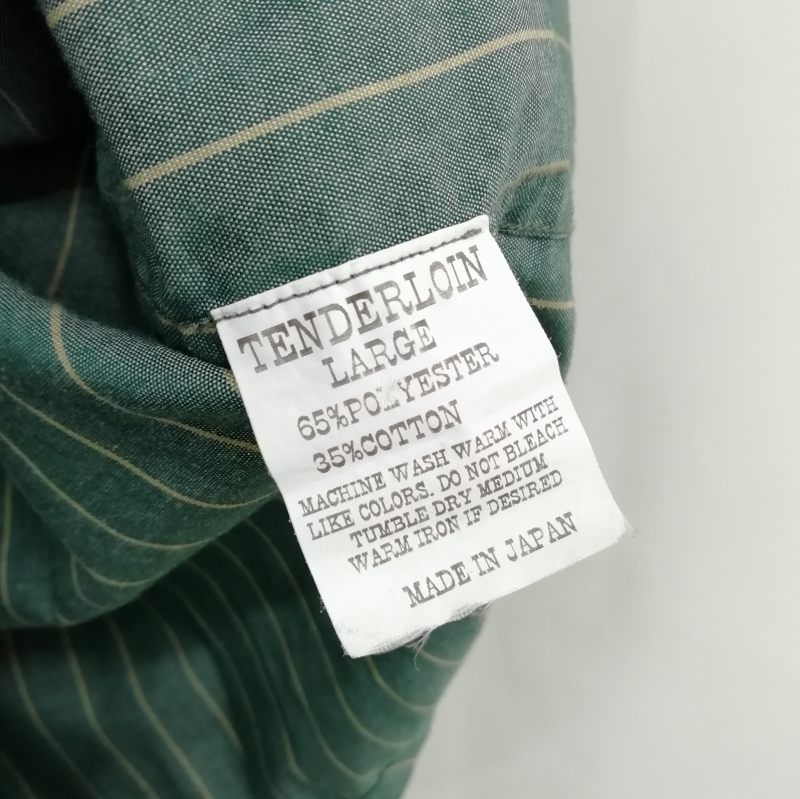 TENDERLOIN
LARGE
65%POLYESTER
35%COTTON
MACHINE WASH WARM WITH
LIKE COLORS. DO NOT BLEACH
TUMBLE DRY MEDIUM
WARM IRON IF DESIRED
MADE IN JAPAN